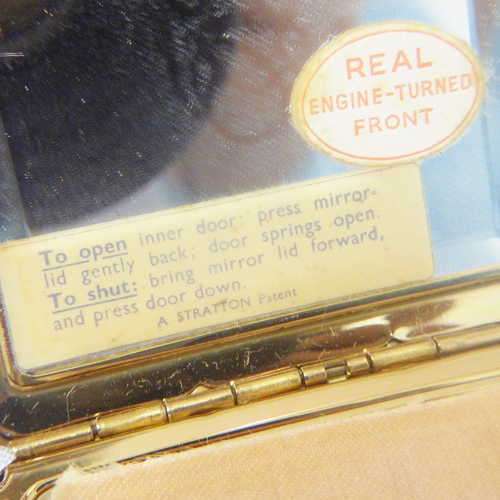 REAL
ENGINE-TURNED
FRONT
To open inner door: press mirror-
lid gently back; door springs open.
To shut: bring mirror lid forward,
and press door down.
A STRATTON Patent